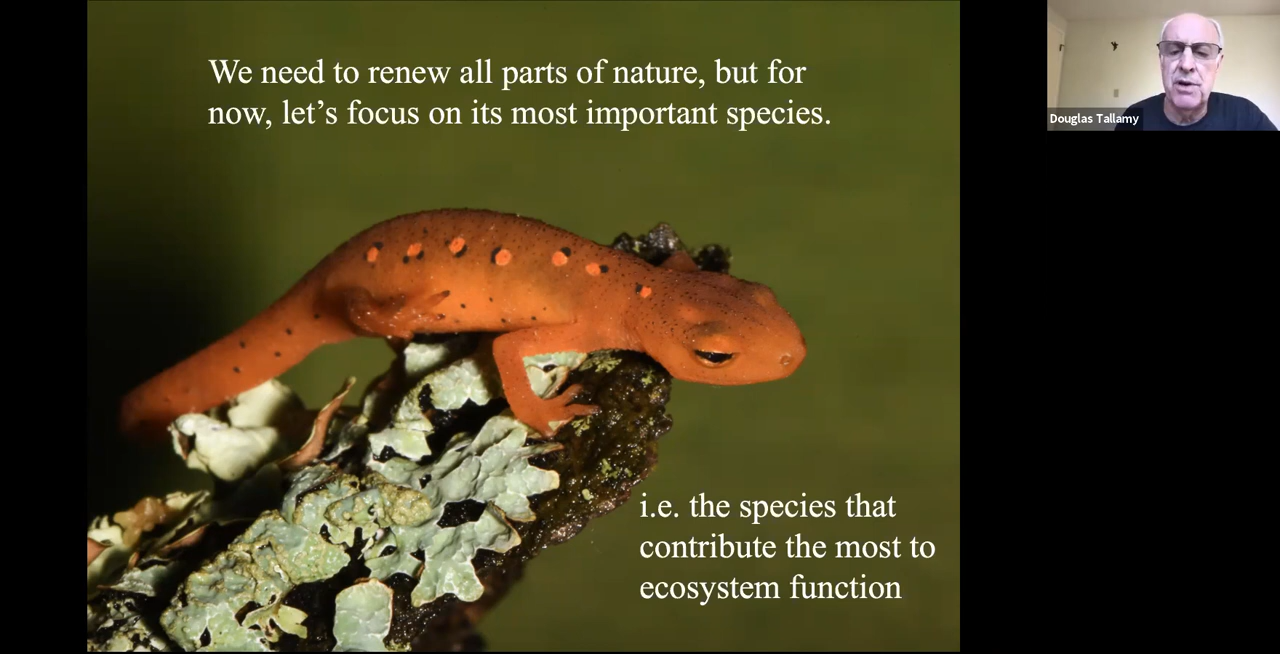 We need to renew all parts of nature, but for
now, let’s focus on its most important species.
Douglas Tallamy
i.e. the species that
contribute the most to
ecosystem function